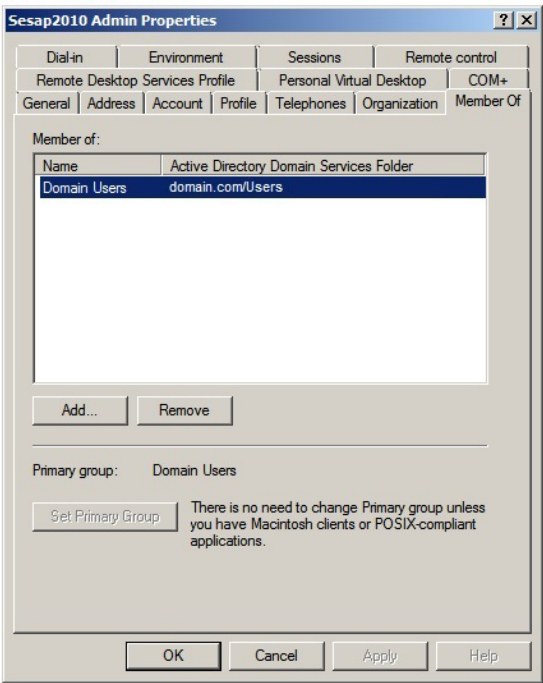 Sesap2010 Admin Properties
Dial-in Environment Sessions Remote control
Remote Desktop Services Profile Personal Virtual Desktop COM+
General Address Account Profile Telephones Organization Member Of
Member of:
Name Active Directory Domain Services Folder
Domain Users domain.com/Users
Add... Remove
Primary group: Domain Users
Set Primary Group
There is no need to change Primary group unless
you have Macintosh clients or POSIX-compliant
applications.
OK Cancel Apply Help